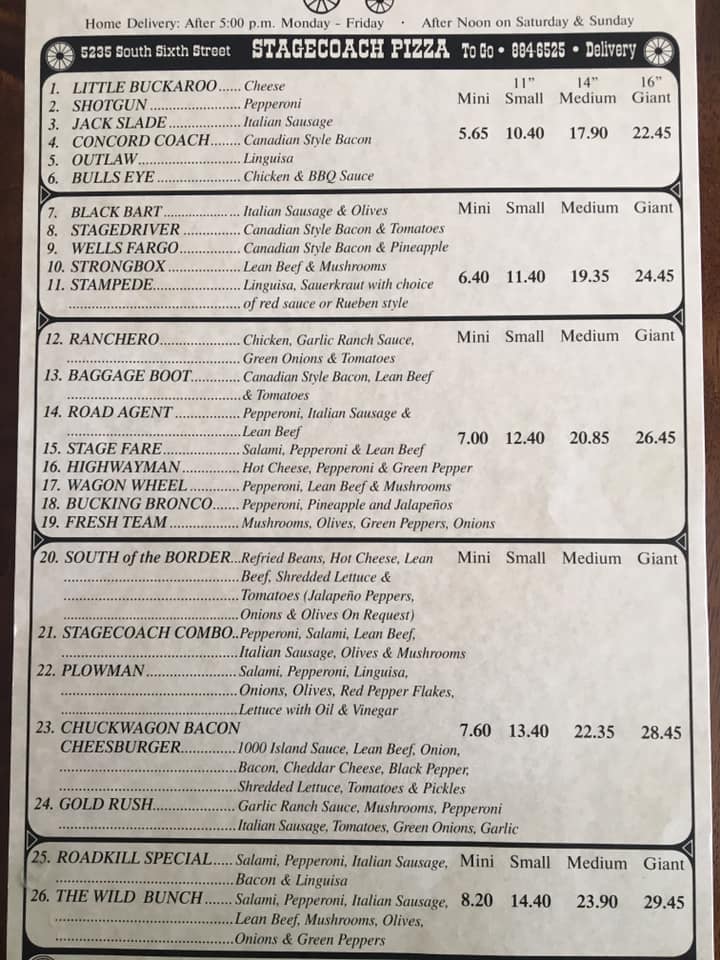 Home Delivery: After 5:00 p.m. Monday - Friday · After Noon on Saturday & Sunday
5235 South Sixth Street STAGECOACH PIZZA To Go • 884-6525 • Delivery
11" 14" 16"
Mini Small Medium Giant
1. LITTLE BUCKAROO...... Cheese
2. SHOTGUN ...................... Pepperoni
3. JACK SLADE .................. Italian Sausage
4. CONCORD COACH........ Canadian Style Bacon
5. OUTLAW......................... Linguisa
6. BULLS EYE ..................... Chicken & BBQ Sauce
5.65 10.40 17.90 22.45
Mini Small Medium Giant
7. BLACK BART ................. ... Italian Sausage & Olives
8. STAGEDRIVER .............. Canadian Style Bacon & Tomatoes
9. WELLS FARGO............... Canadian Style Bacon & Pineapple
10. STRONGBOX .................. Lean Beef & Mushrooms
11. STAMPEDE...................... Linguisa, Sauerkraut with choice
.......................................... of red sauce or Rueben style
6.40 11.40 19.35 24.45
Mini Small Medium Giant
12. RANCHERO.................... Chicken, Garlic Ranch Sauce,
.......................................... Green Onions & Tomatoes
13. BAGGAGE BOOT............ Canadian Style Bacon, Lean Beef
.......................................... & Tomatoes
14. ROAD AGENT ................ Pepperoni, Italian Sausage &
.......................................... Lean Beef
15. STAGE FARE................... Salami, Pepperoni & Lean Beef
16. HIGHWAYMAN .............. Hot Cheese, Pepperoni & Green Pepper
17. WAGON WHEEL ............ Pepperoni, Lean Beef & Mushrooms
18. BUCKING BRONCO....... Pepperoni, Pineapple and Jalapeños
19. FRESH TEAM ................. Mushrooms, Olives, Green Peppers, Onions
7.00 12.40 20.85 26.45
Mini Small Medium Giant
20. SOUTH of the BORDER...Refried Beans, Hot Cheese, Lean
..........................................Beef, Shredded Lettuce &
..........................................Tomatoes (Jalapeño Peppers,
..........................................Onions & Olives On Request)
21. STAGECOACH COMBO..Pepperoni, Salami, Lean Beef,
..........................................Italian Sausage, Olives & Mushrooms
22. PLOWMAN......................Salami, Pepperoni, Linguisa,
..........................................Onions, Olives, Red Pepper Flakes,
..........................................Lettuce with Oil & Vinegar
23. CHUCKWAGON BACON
CHEESBURGER.............1000 Island Sauce, Lean Beef, Onion,
..........................................Bacon, Cheddar Cheese, Black Pepper,
..........................................Shredded Lettuce, Tomatoes & Pickles
24. GOLD RUSH....................Garlic Ranch Sauce, Mushrooms, Pepperoni
..........................................Italian Sausage, Tomatoes, Green Onions, Garlic
7.60 13.40 22.35 28.45
Mini Small Medium Giant
25. ROADKILL SPECIAL..... Salami, Pepperoni, Italian Sausage,
..........................................Bacon & Linguisa
26. THE WILD BUNCH ....... Salami, Pepperoni, Italian Sausage,
..........................................Lean Beef, Mushrooms, Olives,
..........................................Onions & Green Peppers
8.20 14.40 23.90 29.45